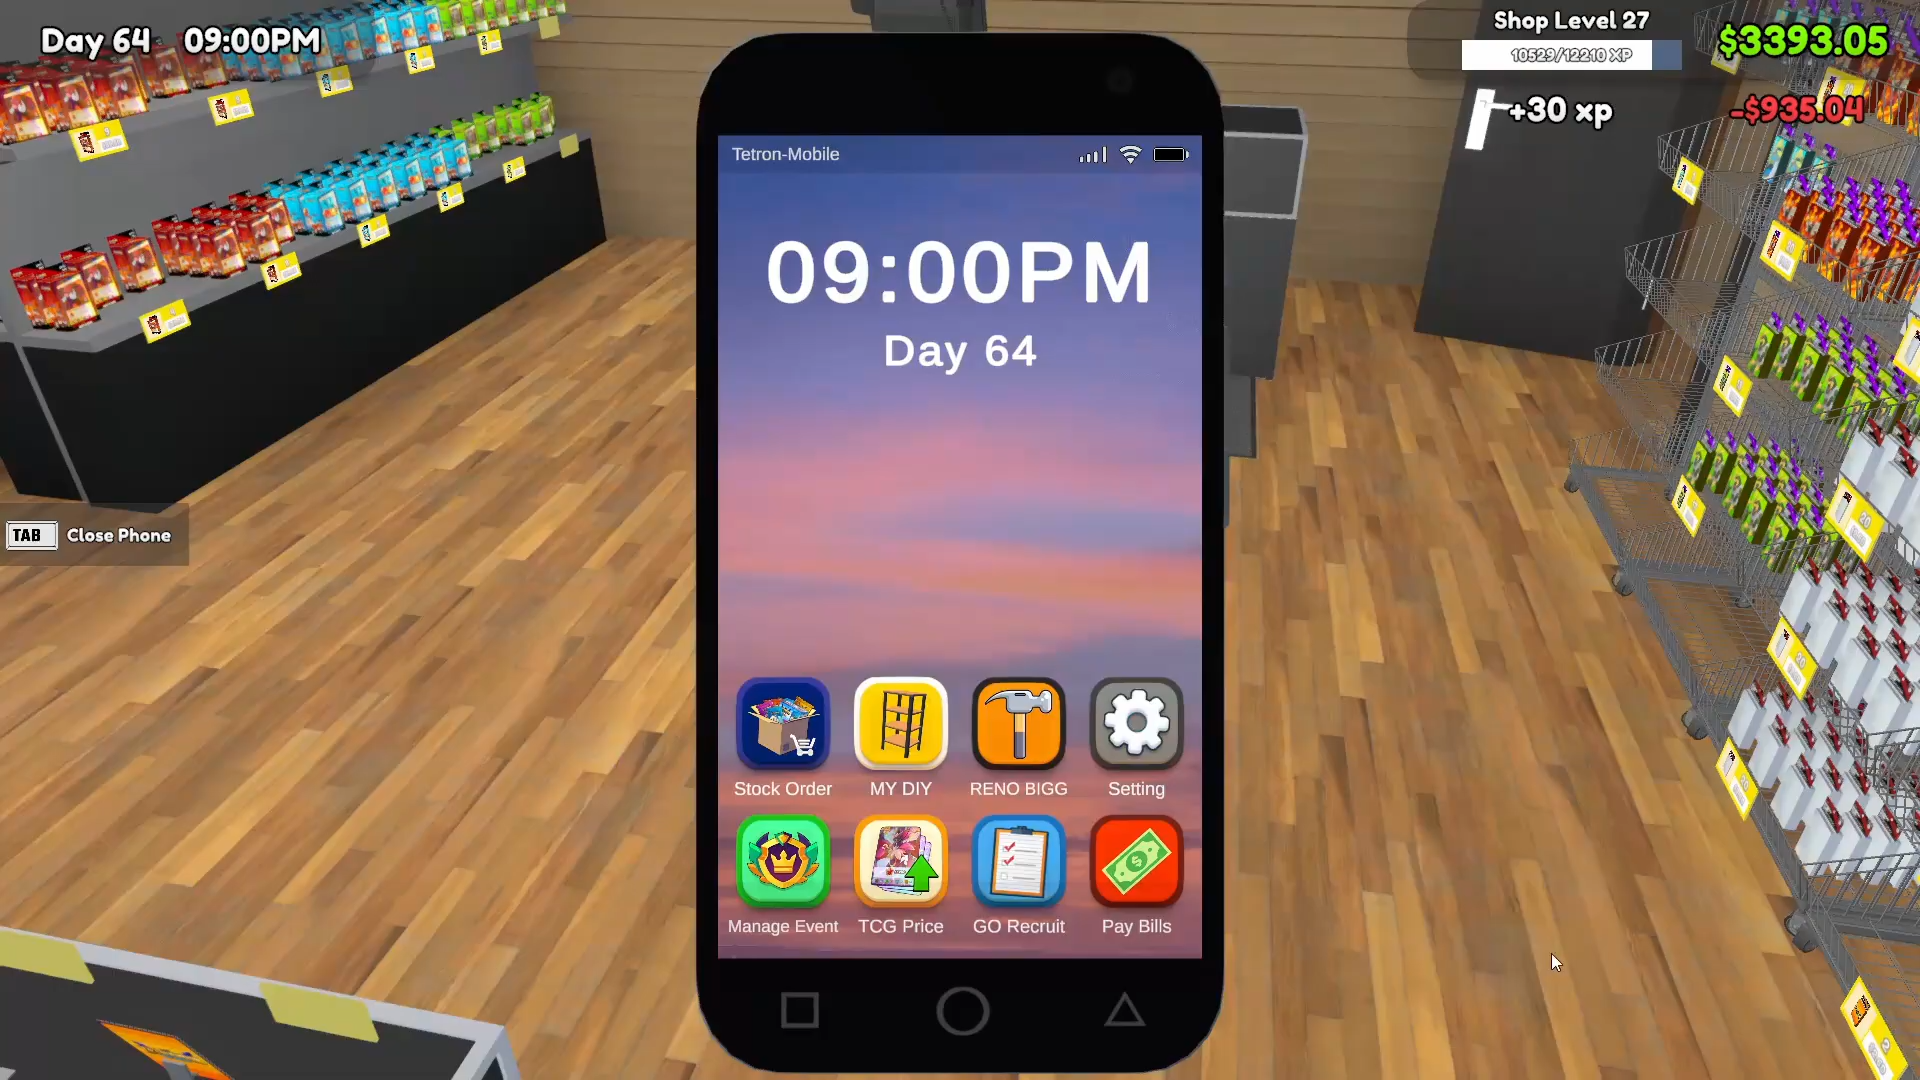 Day 64 09:00PM
Shop Level 27
10529/12210 XP
$3393.05
+30 xp
-$935.04
Tetron-Mobile
09:00PM
Day 64
TAB Close Phone
Stock Order MY DIY RENO BIGG Setting
Manage Event TCG Price GO Recruit Pay Bills